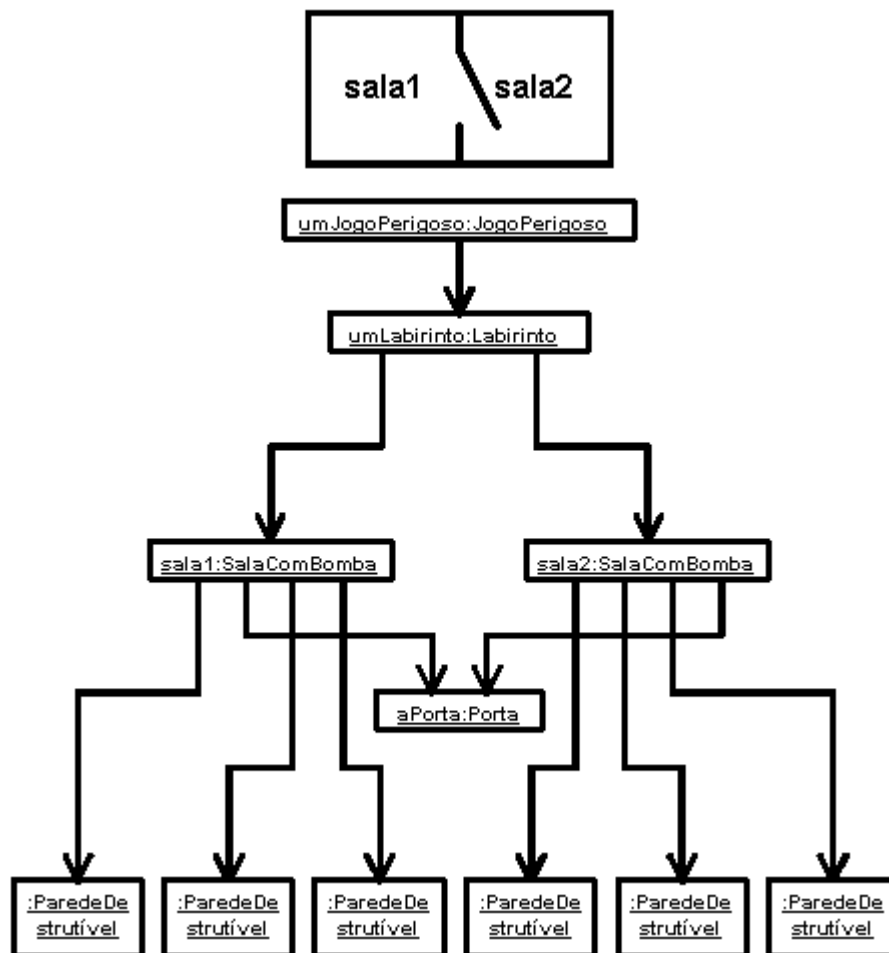 sala1 sala2
umJogoPerigoso:JogoPerigoso
umLabirinto:Labirinto
sala1:SalaComBomba
sala2:SalaComBomba
aPorta:Porta
:ParedeDe
strutível
:ParedeDe
strutível
:ParedeDe
strutível
:ParedeDe
strutível
:ParedeDe
strutível
:ParedeDe
strutível